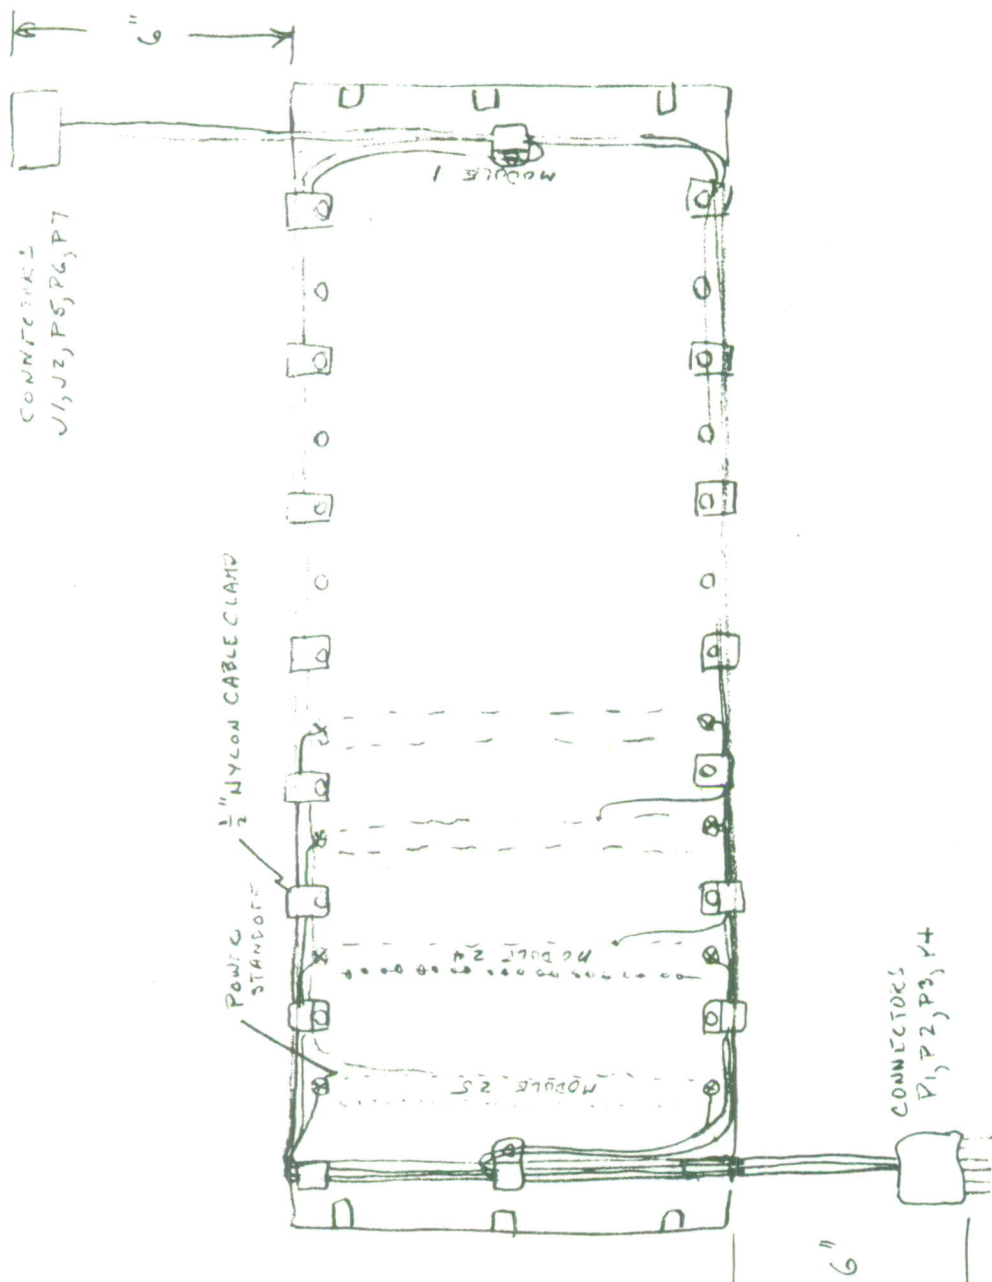 6"
CONNECTORS
J1, J2, P5, P6, P7
MODULE 1
1/2" NYLON CABLE CLAMP
POWER
STANDOFF
MODULE 24
MODULE 25
CONNECTORS
P1, P2, P3, P4
6"